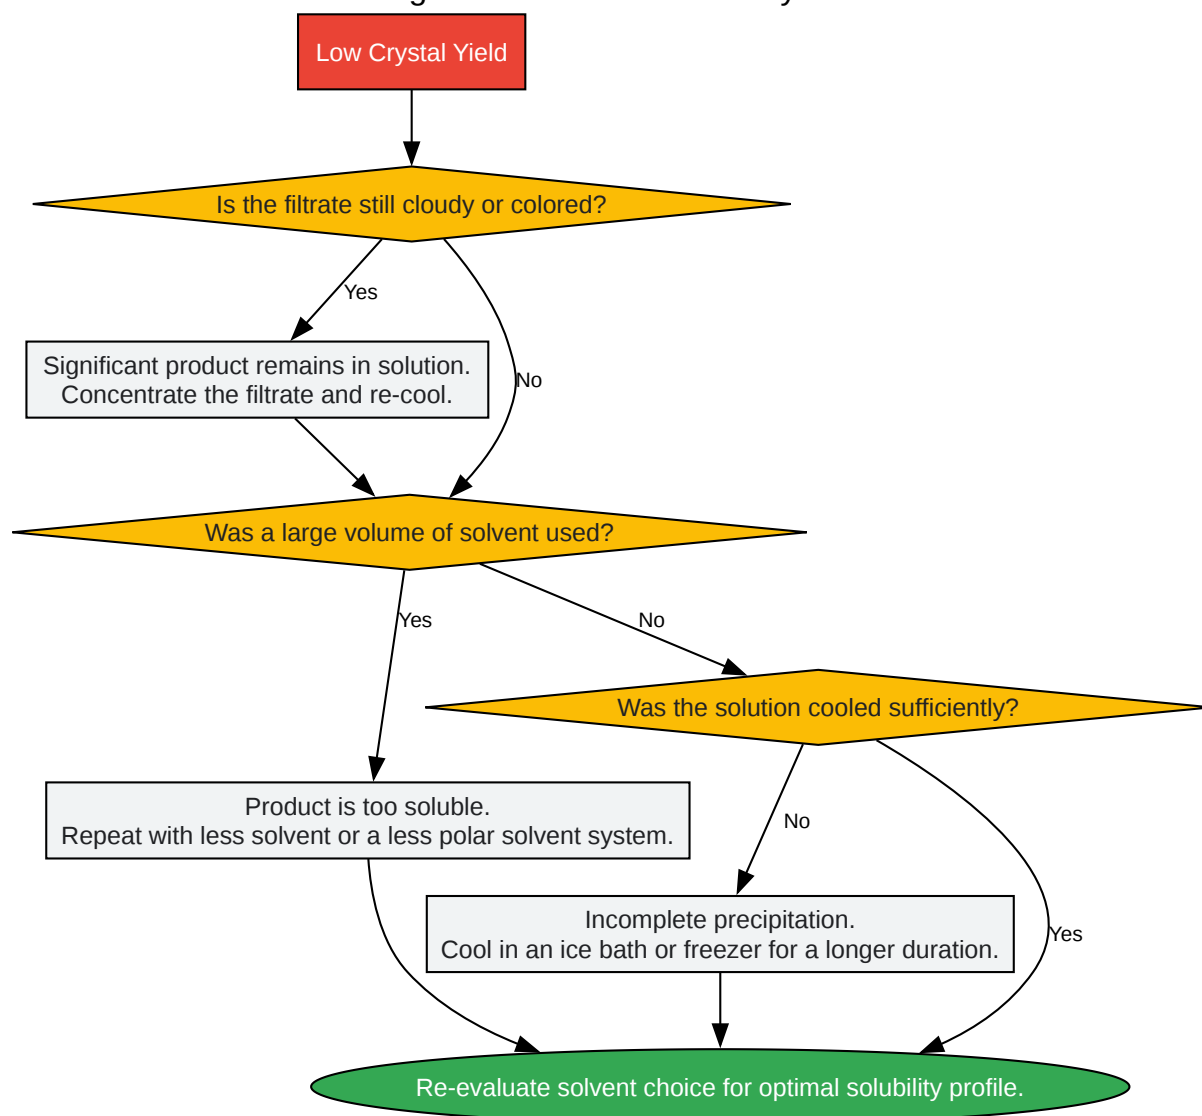 Low Crystal Yield
Is the filtrate still cloudy or colored?
Yes
Significant product remains in solution.
Concentrate the filtrate and re-cool.
No
Was a large volume of solvent used?
Yes
No
Was the solution cooled sufficiently?
Product is too soluble.
Repeat with less solvent or a less polar solvent system.
No
Incomplete precipitation.
Cool in an ice bath or freezer for a longer duration.
Yes
Re-evaluate solvent choice for optimal solubility profile.